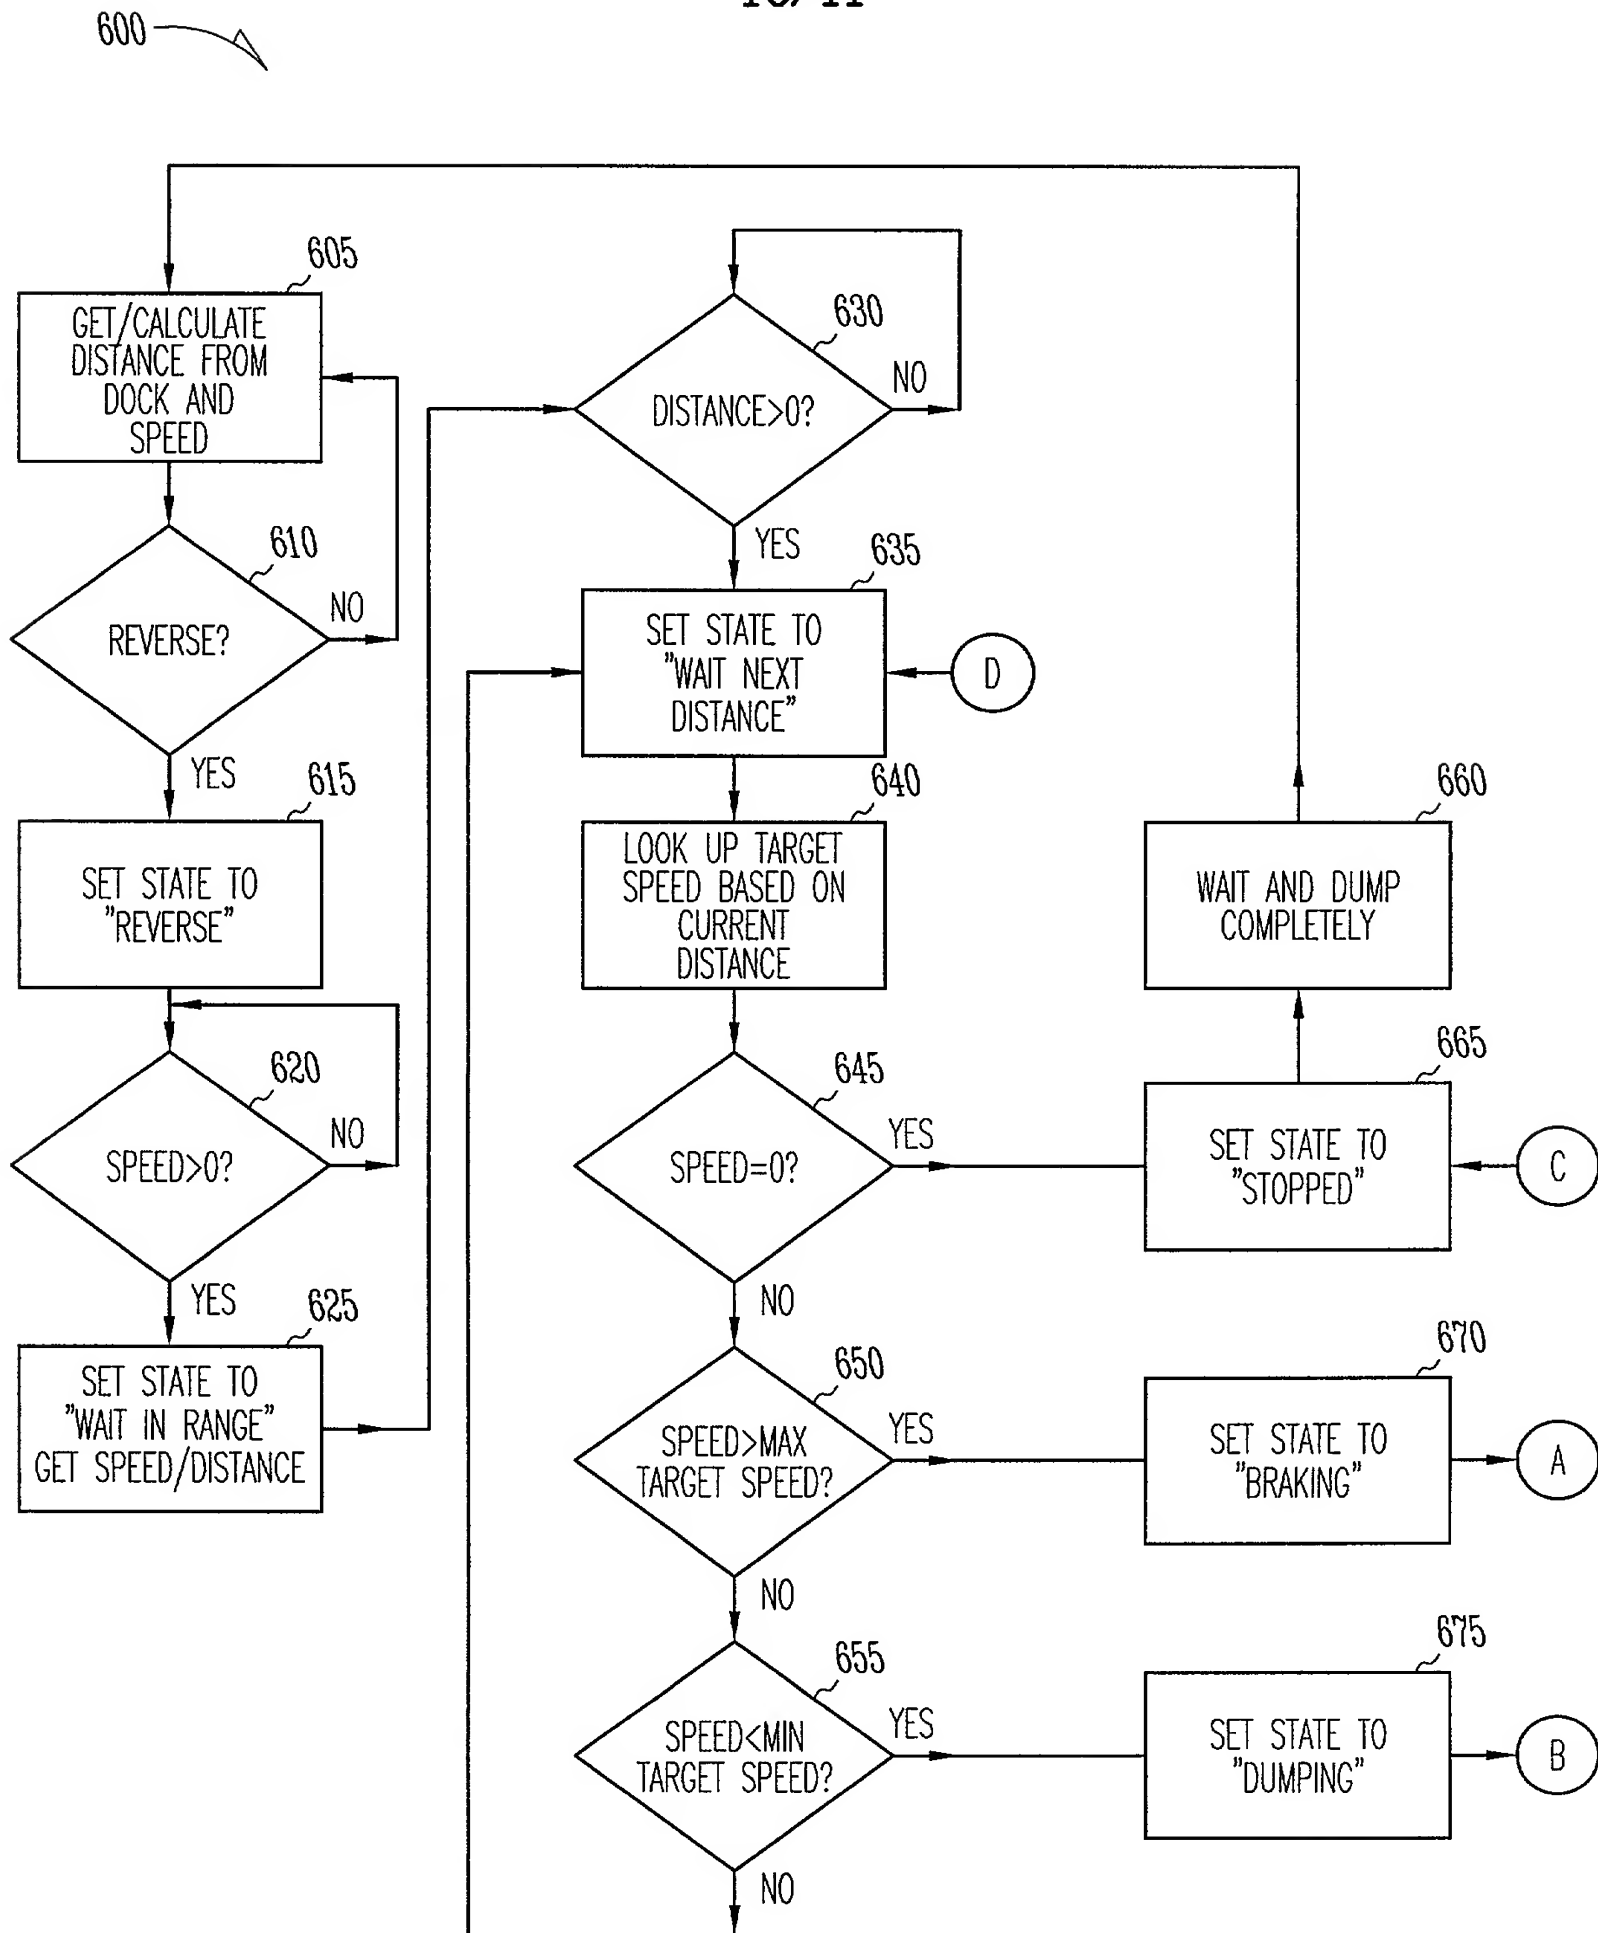 600
605
GET/CALCULATE
DISTANCE FROM
DOCK AND
SPEED
610
REVERSE?
NO
YES
615
SET STATE TO
"REVERSE"
620
SPEED>0?
NO
YES
625
SET STATE TO
"WAIT IN RANGE"
GET SPEED/DISTANCE
630
DISTANCE>0?
NO
YES
635
SET STATE TO
"WAIT NEXT
DISTANCE"
D
640
LOOK UP TARGET
SPEED BASED ON
CURRENT
DISTANCE
645
SPEED=0?
YES
NO
650
SPEED>MAX
TARGET SPEED?
YES
NO
655
SPEED<MIN
TARGET SPEED?
YES
NO
660
WAIT AND DUMP
COMPLETELY
665
SET STATE TO
"STOPPED"
C
670
SET STATE TO
"BRAKING"
A
675
SET STATE TO
"DUMPING"
B